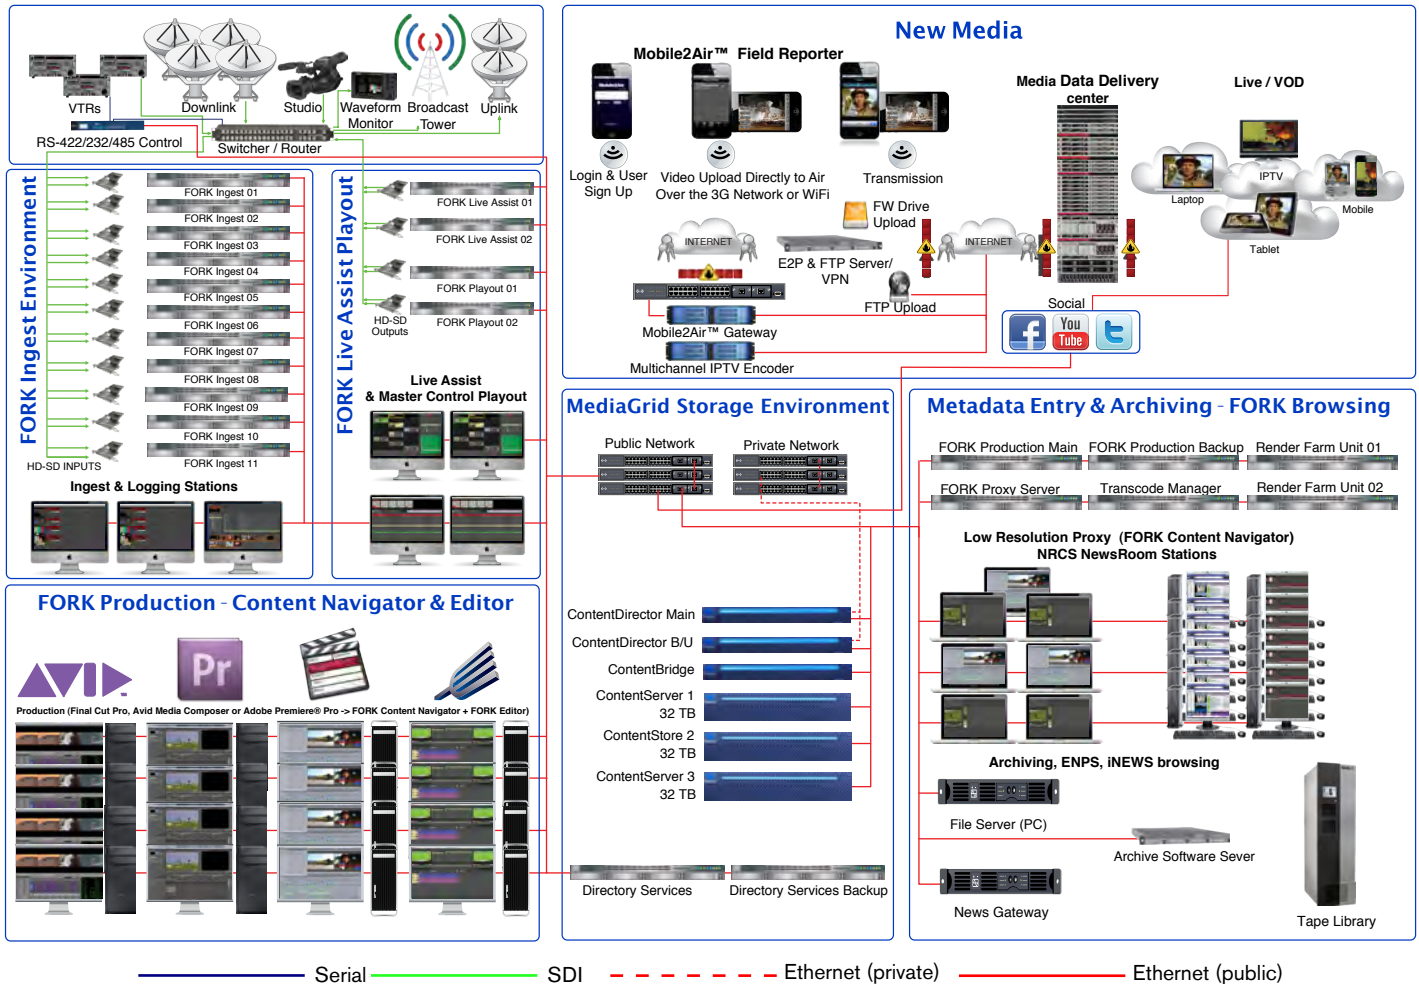 VTRs
Downlink
Studio
Waveform
Monitor
Broadcast
Tower
Uplink
RS-422/232/485 Control
Switcher / Router
FORK Ingest Environment
FORK Ingest 01
FORK Ingest 02
FORK Ingest 03
FORK Ingest 04
FORK Ingest 05
FORK Ingest 06
FORK Ingest 07
FORK Ingest 08
FORK Ingest 09
FORK Ingest 10
FORK Ingest 11
HD-SD INPUTS
Ingest & Logging Stations
FORK Live Assist Playout
FORK Live Assist 01
FORK Live Assist 02
FORK Playout 01
FORK Playout 02
HD-SD
Outputs
Live Assist
& Master Control Playout
New Media
Mobile2Air™ Field Reporter
Login & User
Sign Up
Video Upload Directly to Air
Over the 3G Network or WiFi
Transmission
FW Drive
Upload
INTERNET
E2P & FTP Server/
VPN
INTERNET
FTP Upload
Mobile2Air™ Gateway
Multichannel IPTV Encoder
Media Data Delivery
center
Live / VOD
Laptop
IPTV
Mobile
Tablet
Social
f
You
Tube
t
FORK Production - Content Navigator & Editor
AVID
Pr
Production (Final Cut Pro, Avid Media Composer or Adobe Premiere® Pro -> FORK Content Navigator + FORK Editor)
MediaGrid Storage Environment
Public Network
Private Network
ContentDirector Main
ContentDirector B/U
ContentBridge
ContentServer 1
32 TB
ContentStore 2
32 TB
ContentServer 3
32 TB
Directory Services
Directory Services Backup
Metadata Entry & Archiving - FORK Browsing
FORK Production Main
FORK Production Backup
Render Farm Unit 01
FORK Proxy Server
Transcode Manager
Render Farm Unit 02
Low Resolution Proxy (FORK Content Navigator)
NRCS NewsRoom Stations
Archiving, ENPS, iNEWS browsing
File Server (PC)
Archive Software Sever
News Gateway
Tape Library
Serial
SDI
Ethernet (private)
Ethernet (public)